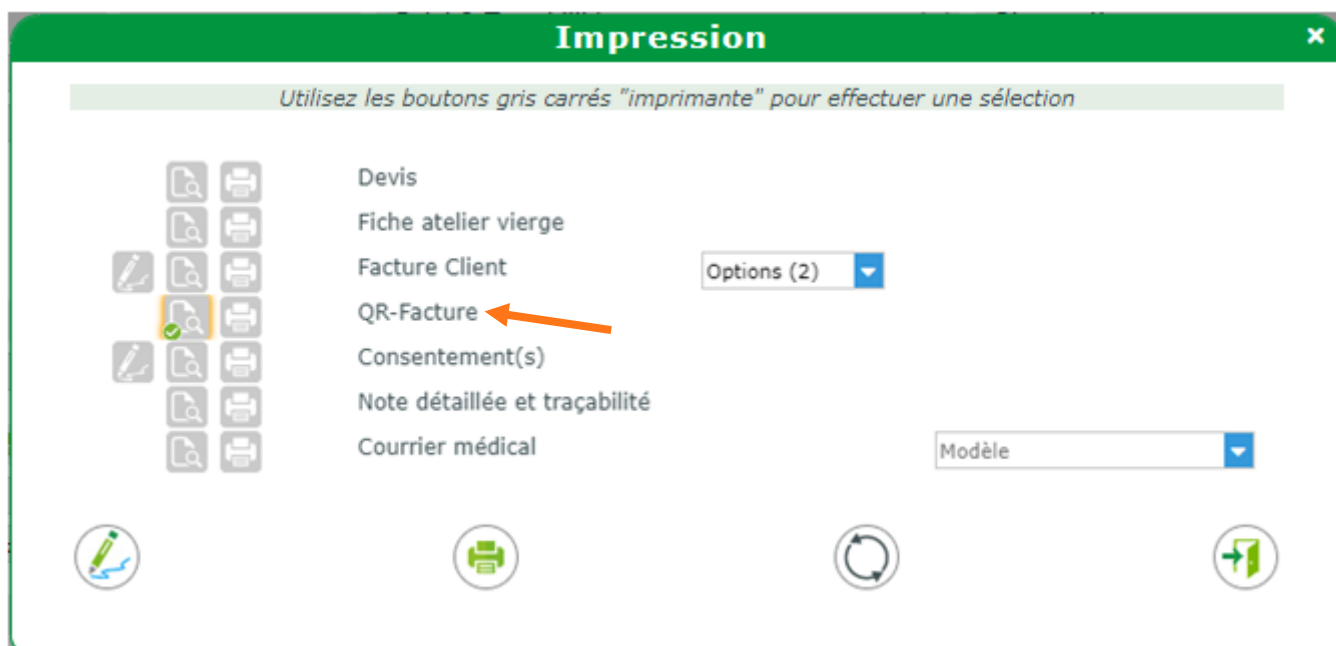 Impression
Utilisez les boutons gris carrés "imprimante" pour effectuer une sélection
Devis
Fiche atelier vierge
Facture Client
Options (2)
QR-Facture
Consentement(s)
Note détaillée et traçabilité
Courrier médical
Modèle